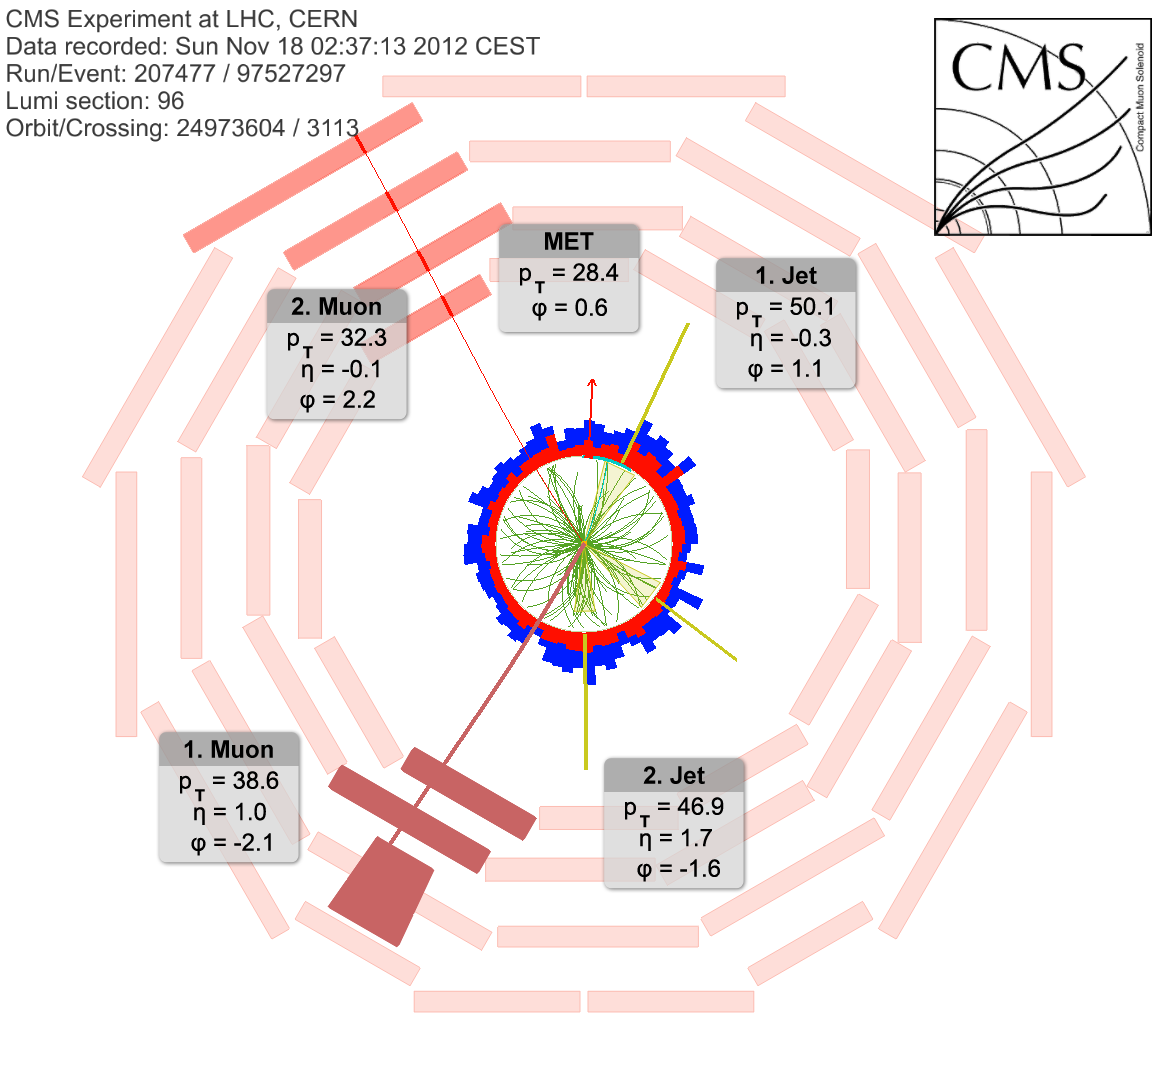 CMS Experiment at LHC, CERN
Data recorded: Sun Nov 18 02:37:13 2012 CEST
Run/Event: 207477 / 97527297
Lumi section: 96
Orbit/Crossing: 24973604 / 3113
CMS
Compact Muon Solenoid
MET
pT = 28.4
φ = 0.6
1. Jet
pT = 50.1
η = -0.3
φ = 1.1
2. Muon
pT = 32.3
η = -0.1
φ = 2.2
1. Muon
pT = 38.6
η = 1.0
φ = -2.1
2. Jet
pT = 46.9
η = 1.7
φ = -1.6